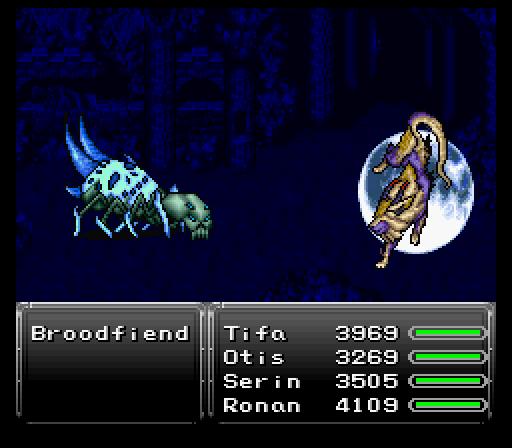 Broodfiend
Tifa 3969
Otis 3269
Serin 3505
Ronan 4109